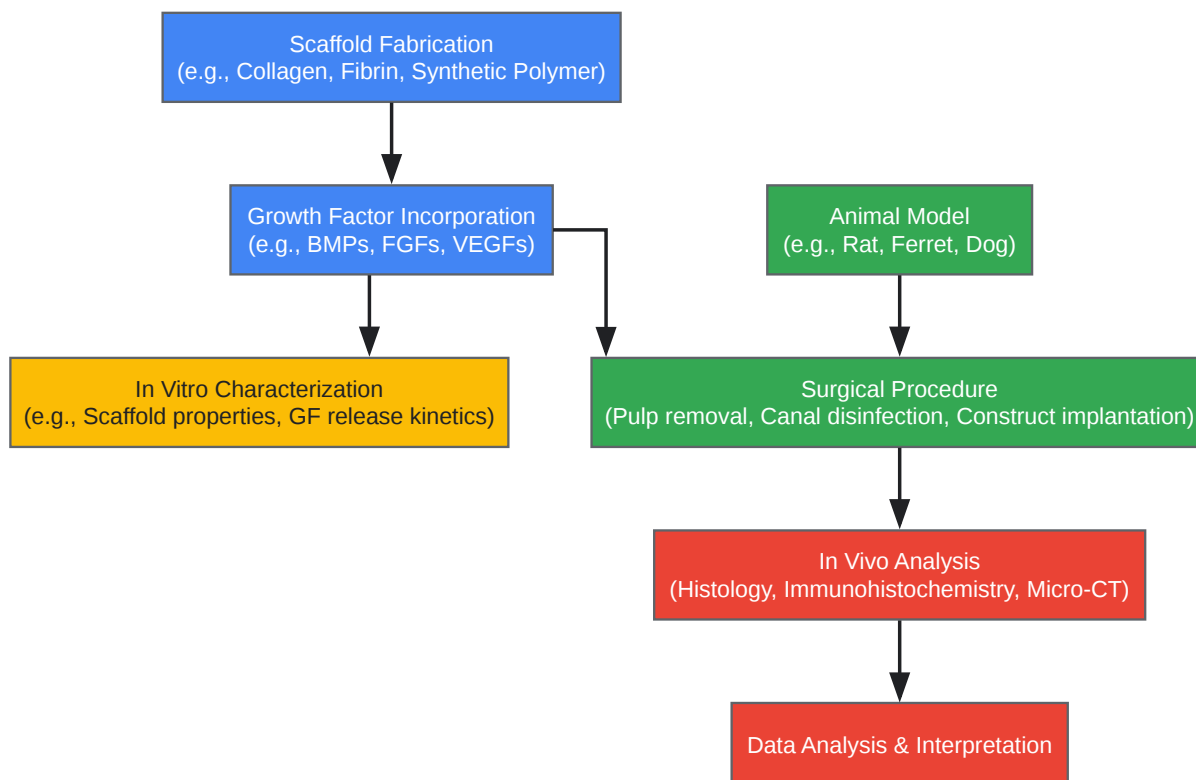 Scaffold Fabrication
(e.g., Collagen, Fibrin, Synthetic Polymer)
Growth Factor Incorporation
(e.g., BMPs, FGFs, VEGFs)
Animal Model
(e.g., Rat, Ferret, Dog)
In Vitro Characterization
(e.g., Scaffold properties, GF release kinetics)
Surgical Procedure
(Pulp removal, Canal disinfection, Construct implantation)
In Vivo Analysis
(Histology, Immunohistochemistry, Micro-CT)
Data Analysis & Interpretation